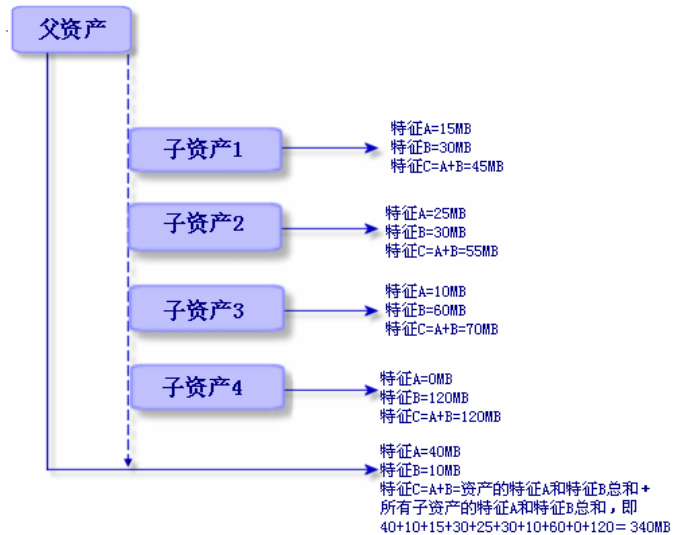 父资产
子资产1
特征A=15MB
特征B=30MB
特征C=A+B=45MB
子资产2
特征A=25MB
特征B=30MB
特征C=A+B=55MB
子资产3
特征A=10MB
特征B=60MB
特征C=A+B=70MB
子资产4
特征A=0MB
特征B=120MB
特征C=A+B=120MB
特征A=40MB
特征B=10MB
特征C=A+B=资产的特征A和特征B总和+
所有子资产的特征A和特征B总和，即
40+10+15+30+25+30+10+60+0+120＝340MB